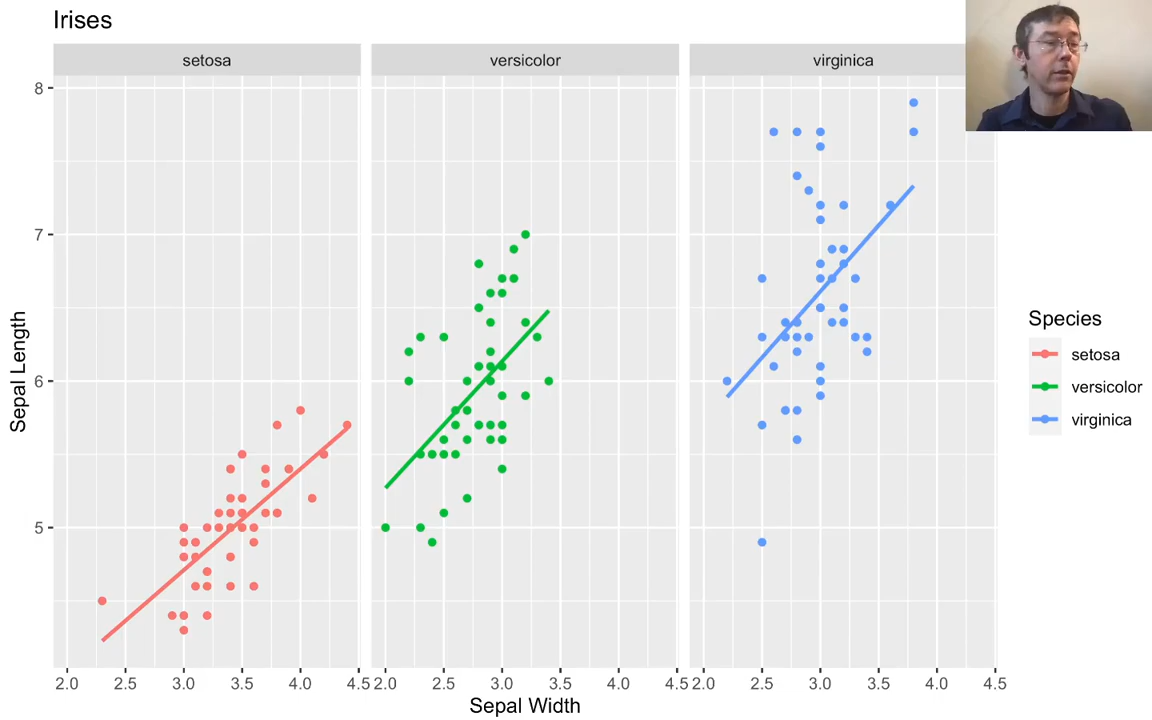 Irises
setosa versicolor virginica
8
7
6
5
Sepal Length
2.0 2.5 3.0 3.5 4.0 4.5 2.0 2.5 3.0 3.5 4.0 4.5 2.0 2.5 3.0 3.5 4.0 4.5
Sepal Width
Species
setosa
versicolor
virginica